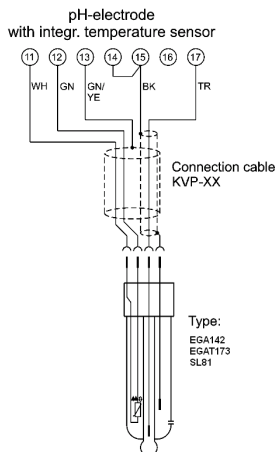 pH-electrode
with integr. temperature sensor
11 12 13 14 15 16 17
WH GN GN/ BK TR
YE
Connection cable
KVP-XX
Type:
EGA142
EGAT173
SL81